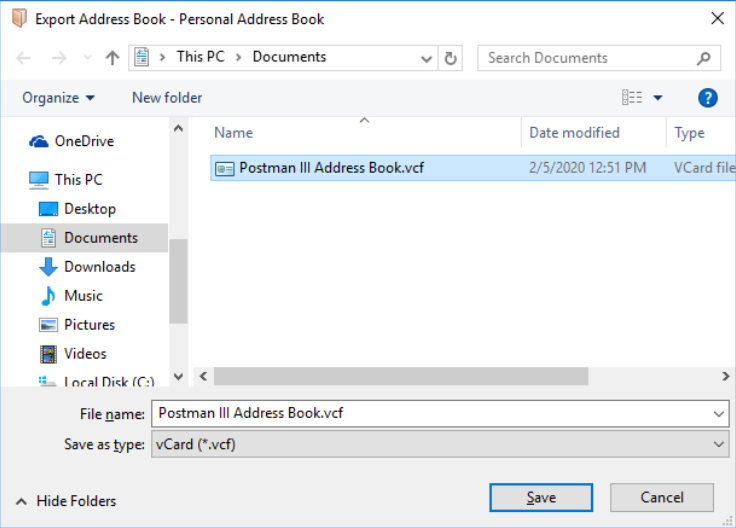 Export Address Book - Personal Address Book
This PC > Documents
Search Documents
Organize
New folder
?
OneDrive
This PC
Desktop
Documents
Downloads
Music
Pictures
Videos
Local Disk (C:)
Name
Date modified
Type
Postman III Address Book.vcf
2/5/2020 12:51 PM
VCard file
File name: Postman III Address Book.vcf
Save as type: vCard (*.vcf)
Hide Folders
Save
Cancel